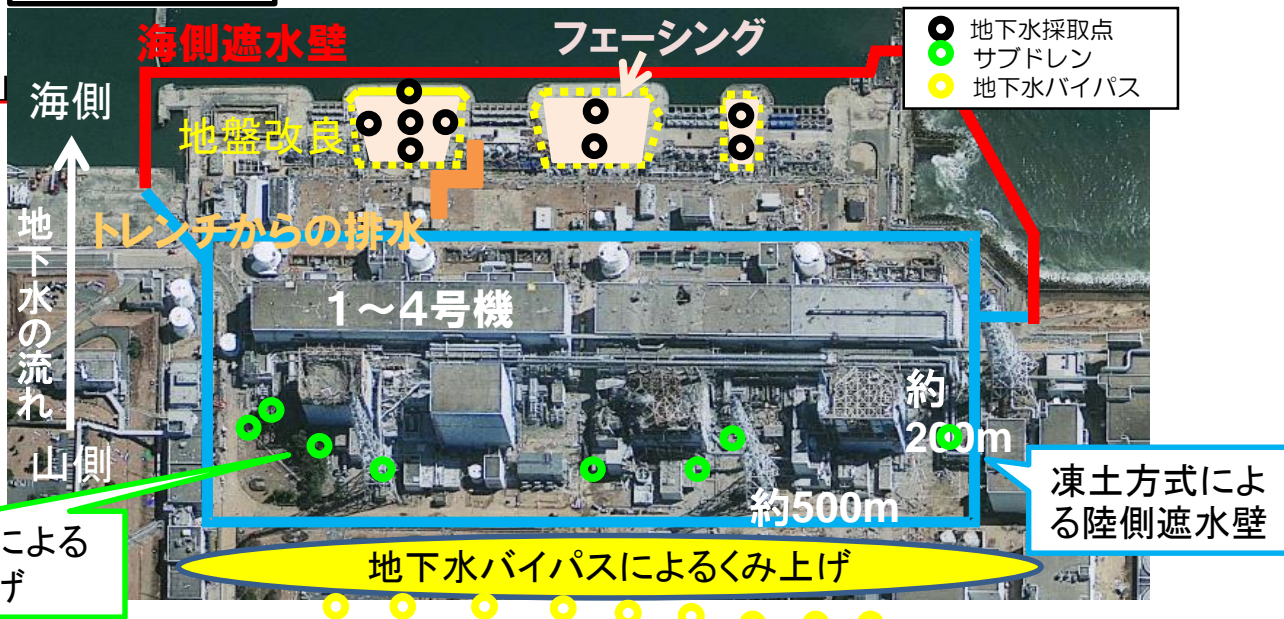 海側遮水壁
フェーシング
地下水採取点
サブドレン
地下水バイパス
海側
地盤改良
トレンチからの排水
地下水の流れ
1～4号機
山側
約
200m
約500m
凍土方式によ
る陸側遮水壁
による
げ
地下水バイパスによるくみ上げ